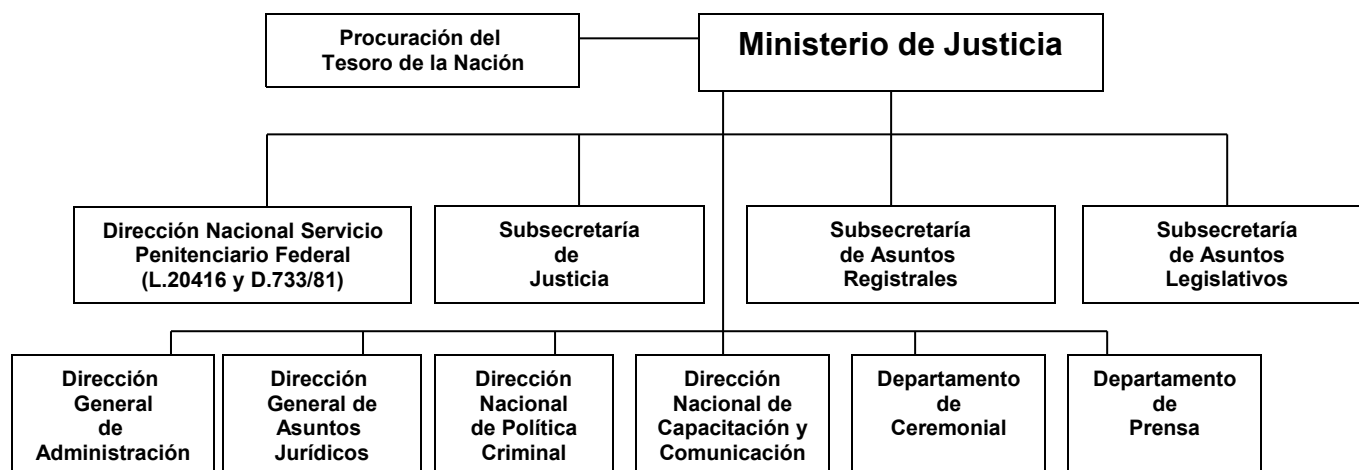 Procuración del
Tesoro de la Nación
Ministerio de Justicia
Dirección Nacional Servicio
Penitenciario Federal
(L.20416 y D.733/81)
Subsecretaría
de
Justicia
Subsecretaría
de Asuntos
Registrales
Subsecretaría
de Asuntos
Legislativos
Dirección
General
de
Administración
Dirección
General de
Asuntos
Jurídicos
Dirección
Nacional
de Política
Criminal
Dirección
Nacional de
Capacitación y
Comunicación
Departamento
de
Ceremonial
Departamento
de
Prensa